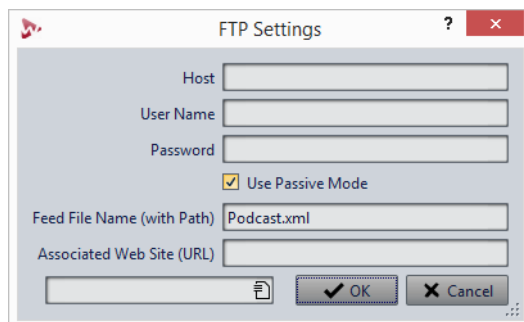 FTP Settings ?
Host
User Name
Password
Use Passive Mode
Feed File Name (with Path) Podcast.xml
Associated Web Site (URL)
OK Cancel